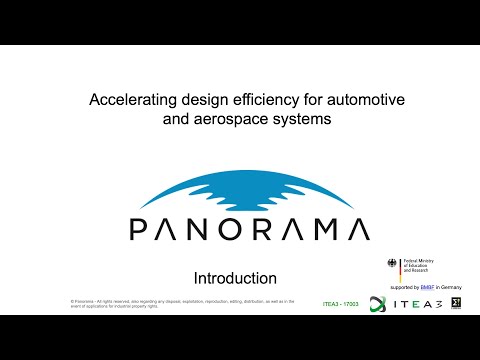 Accelerating design efficiency for automotive
and aerospace systems
PANORAMA
Introduction
Federal Ministry
of Education
and Research
supported by BMBF in Germany
© Panorama - All rights reserved, also regarding any disposal, exploitation, reproduction, editing, distribution, as well as in the
event of applications for industrial property rights.
ITEA3 - 17003
ITEA3